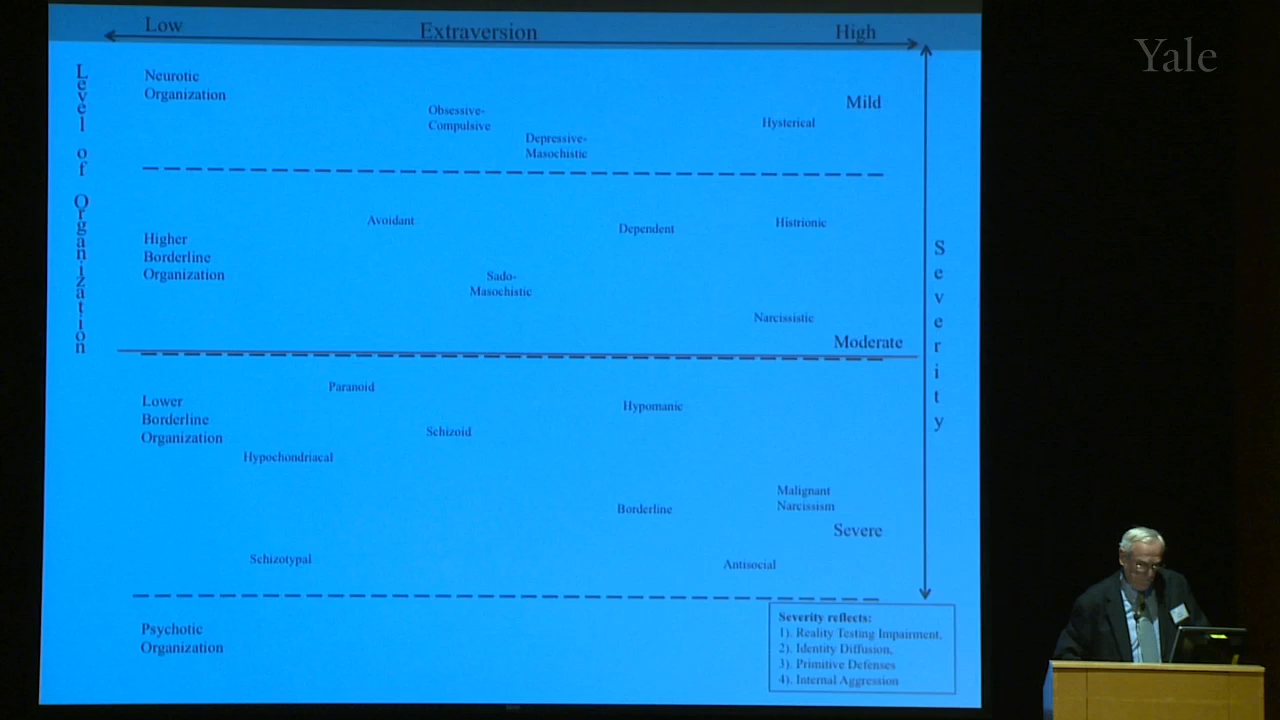 Low Extraversion High
Yale
Level of Organization
Neurotic
Organization
Mild
Obsessive-
Compulsive
Depressive-
Masochistic
Hysterical
Avoidant
Dependent
Histrionic
Higher
Borderline
Organization
Sado-
Masochistic
Severity
Narcissistic
Moderate
Paranoid
Lower
Borderline
Organization
Hypomanic
Schizoid
Hypochondriacal
Malignant
Narcissism
Borderline
Severe
Schizotypal
Antisocial
Psychotic
Organization
Severity reflects:
1). Reality Testing Impairment,
2). Identity Diffusion,
3). Primitive Defenses
4). Internal Aggression